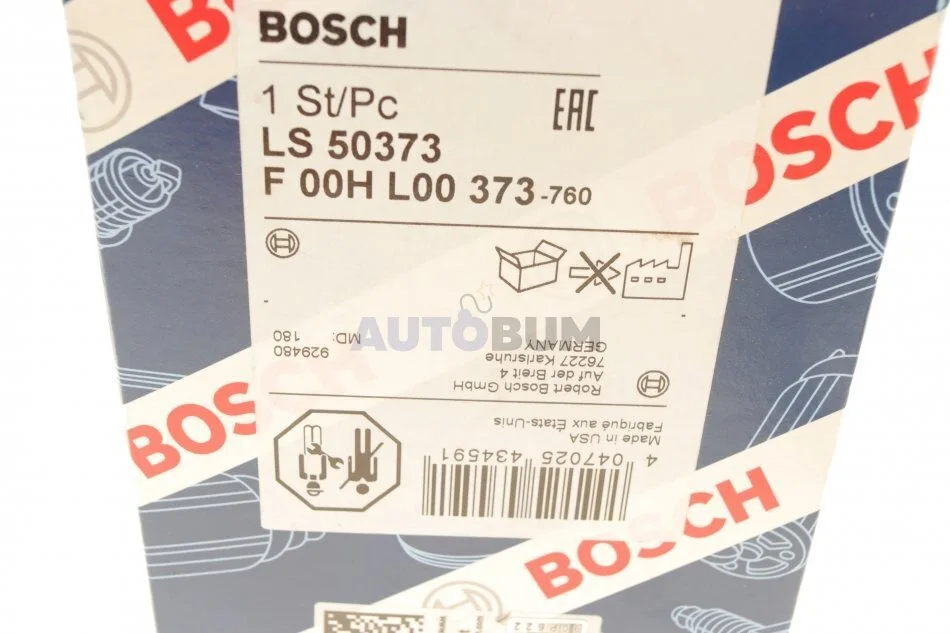 BOSCH
1 St/Pc
EAC
LS 50373
F 00H L00 373-760
BOSCH
AUTOBUM
MD: 180
929480
Robert Bosch GmbH
Auf der Breit 4
76227 Karlsruhe
GERMANY
Made in USA
Fabriqué aux États-Unis
4 047025 434591
BOSCH
BOSCH